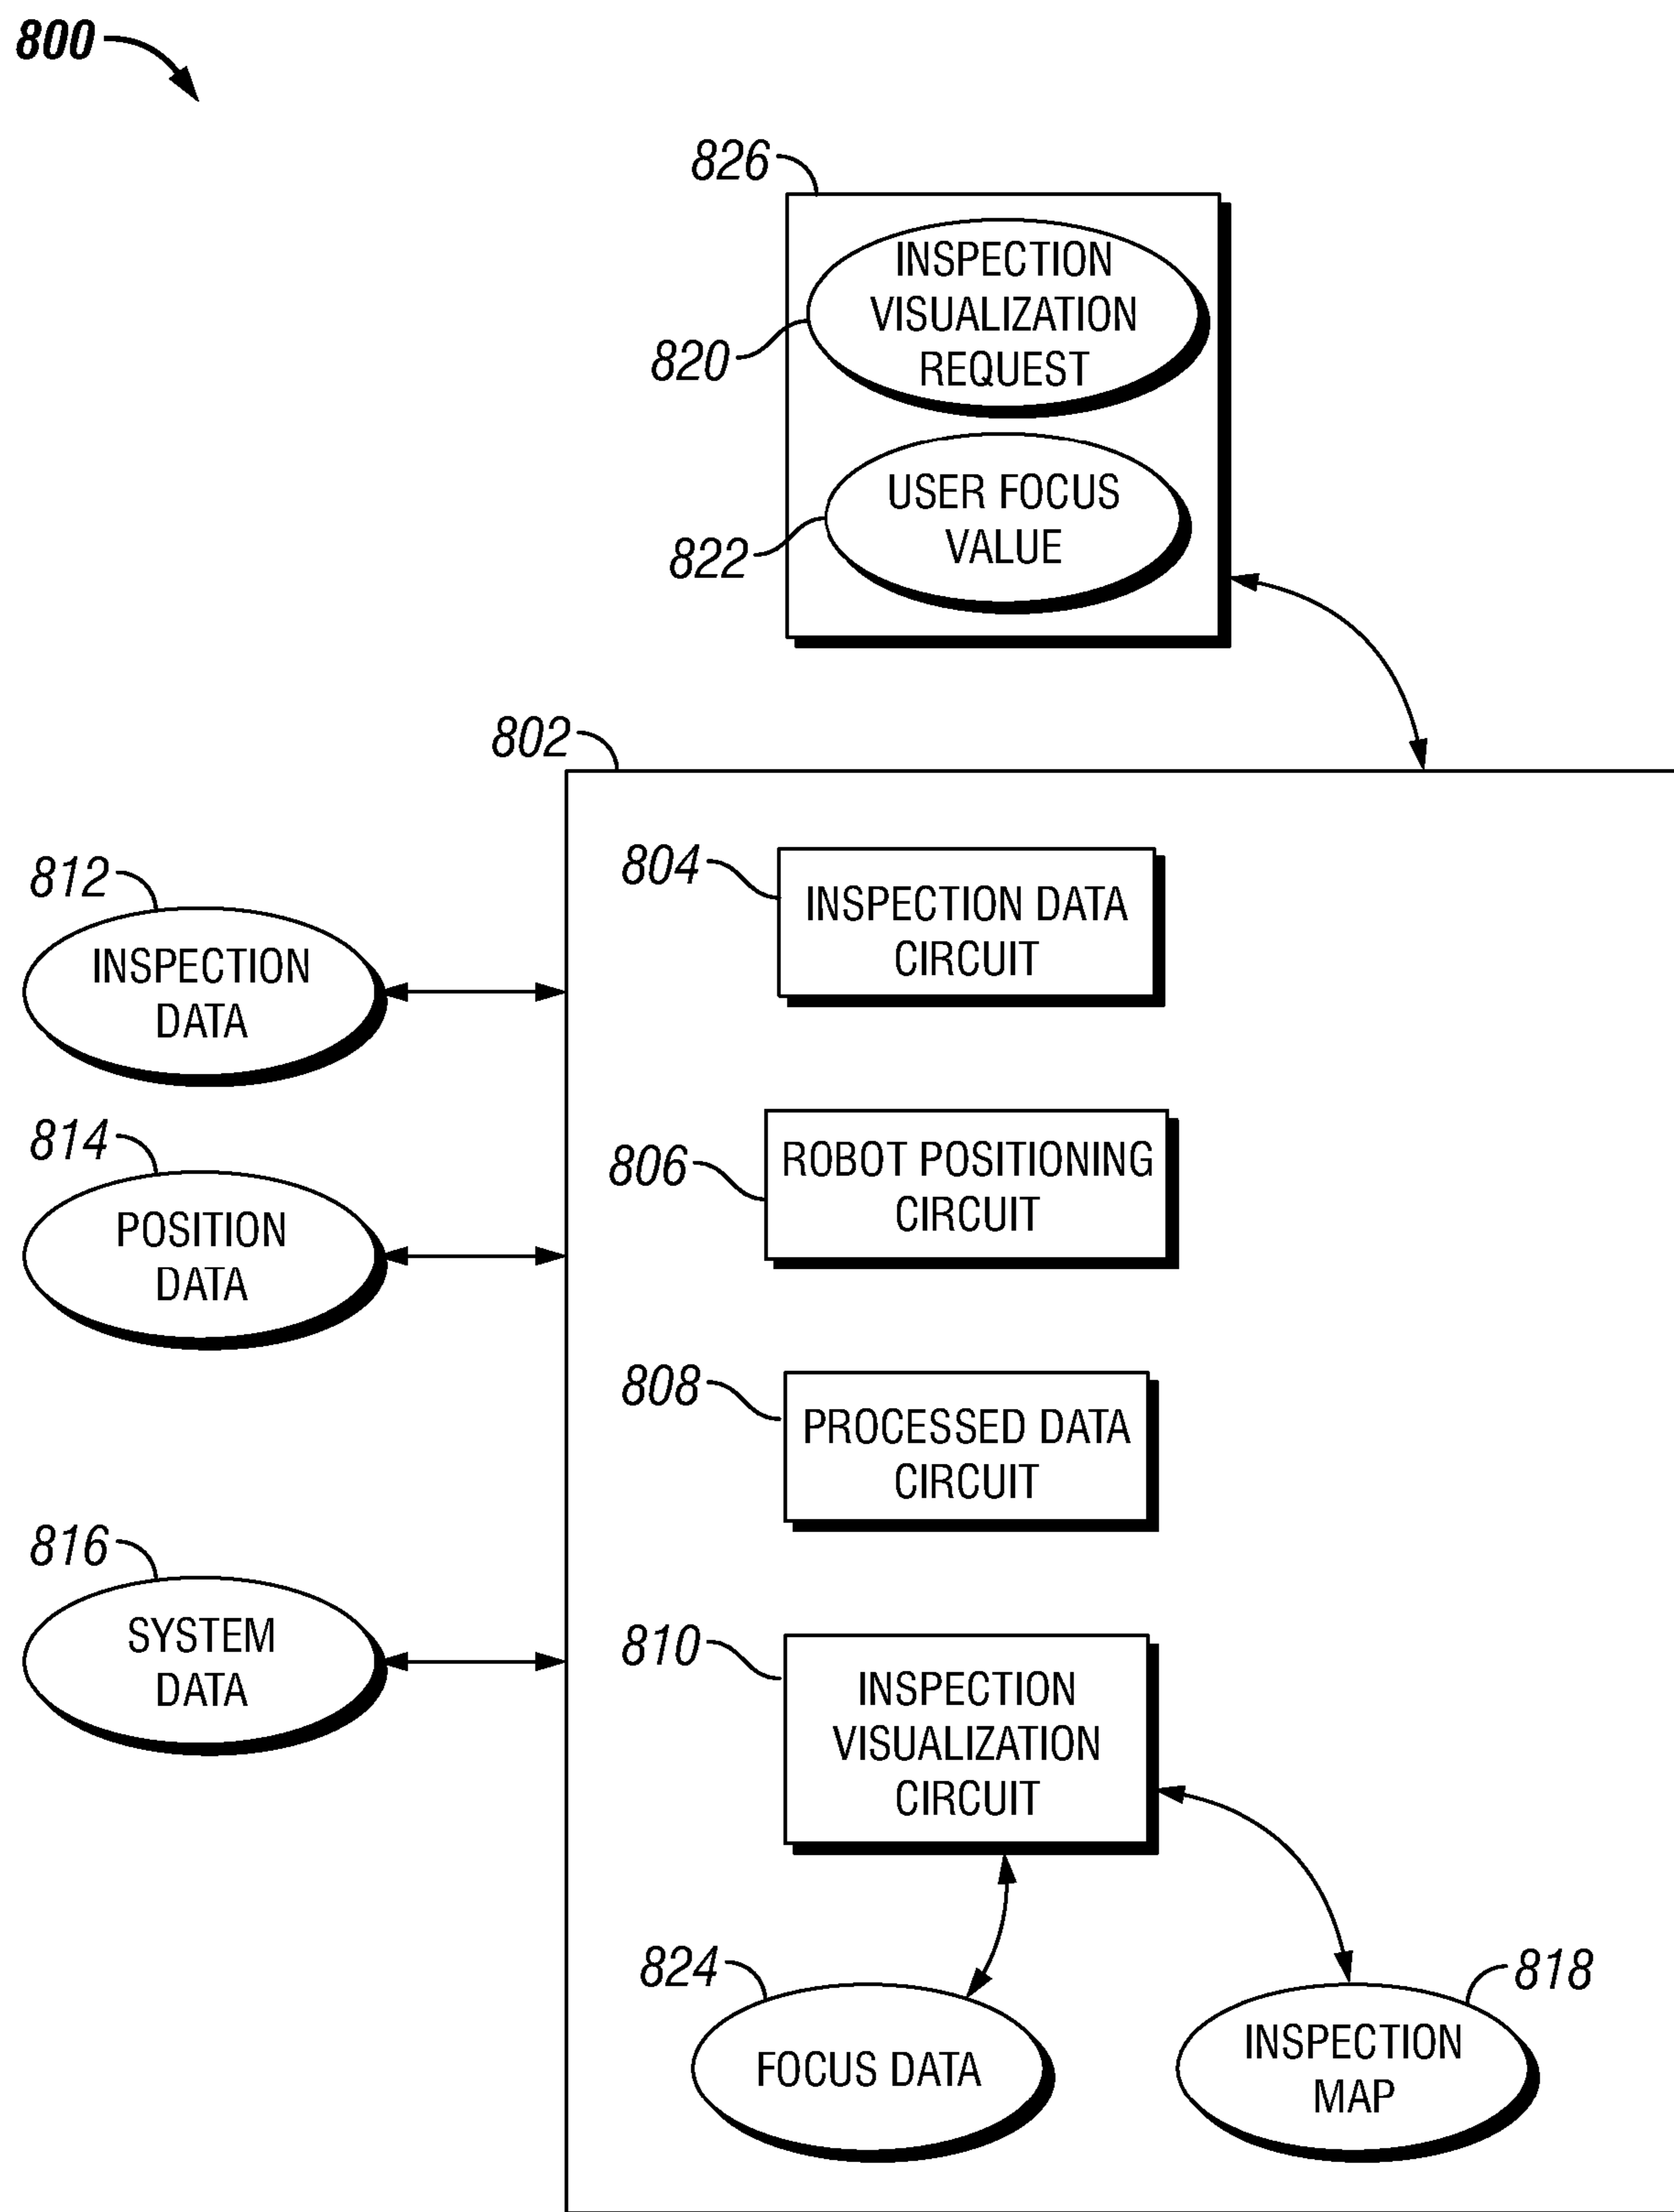 800
826
INSPECTION
VISUALIZATION
REQUEST
820
USER FOCUS
VALUE
822
802
804
INSPECTION DATA
CIRCUIT
812
INSPECTION
DATA
814
POSITION
DATA
806
ROBOT POSITIONING
CIRCUIT
808
PROCESSED DATA
CIRCUIT
816
SYSTEM
DATA
810
INSPECTION
VISUALIZATION
CIRCUIT
824
FOCUS DATA
818
INSPECTION
MAP